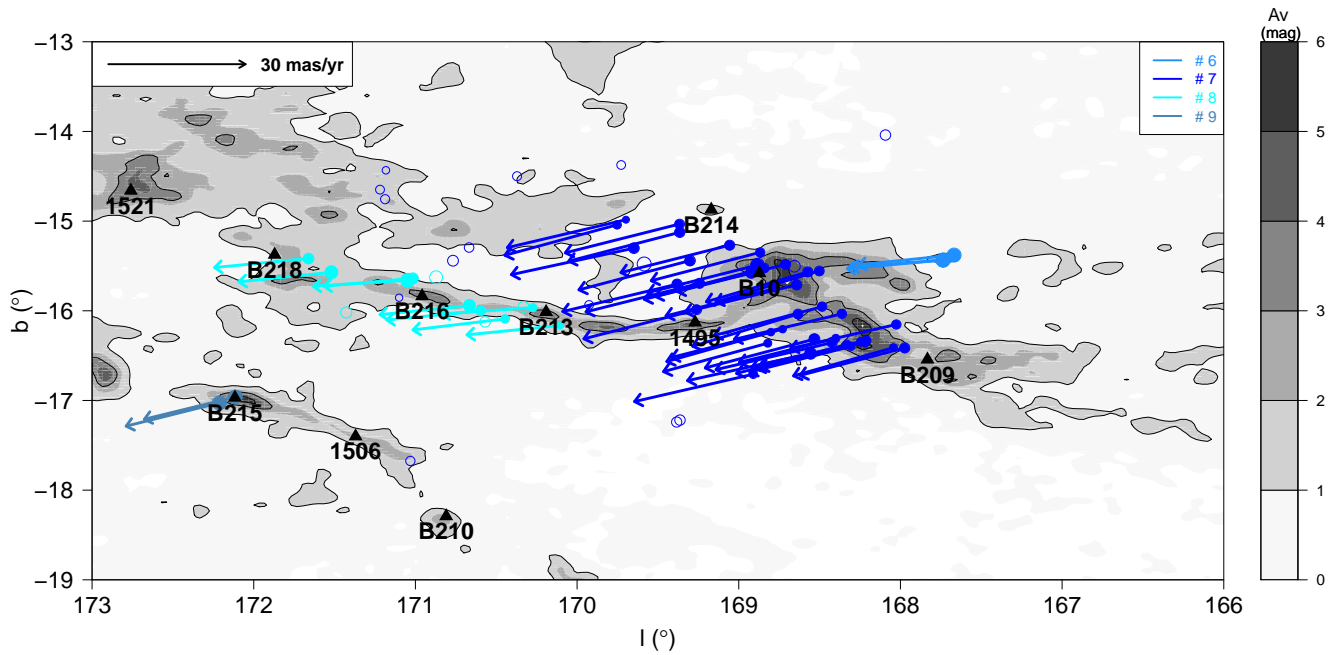 Av
(mag)
30 mas/yr
# 6
# 7
# 8
# 9
−13
−14
−15
−16
−17
−18
−19
b (°)
1521
B214
B218
B10
B216
B213
1495
B209
B215
1506
B210
173
172
171
170
169
168
167
166
l (°)
6
5
4
3
2
1
0